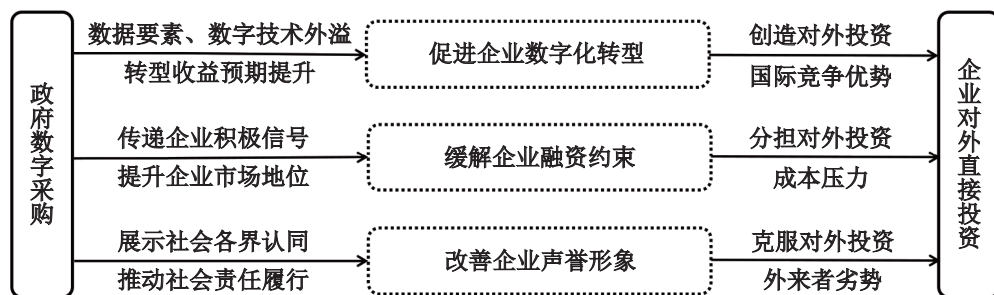 政府数字采购
数据要素、数字技术外溢
转型收益预期提升
促进企业数字化转型
创造对外投资
国际竞争优势
传递企业积极信号
提升企业市场地位
缓解企业融资约束
分担对外投资
成本压力
展示社会各界认同
推动社会责任履行
改善企业声誉形象
克服对外投资
外来者劣势
企业对外直接投资